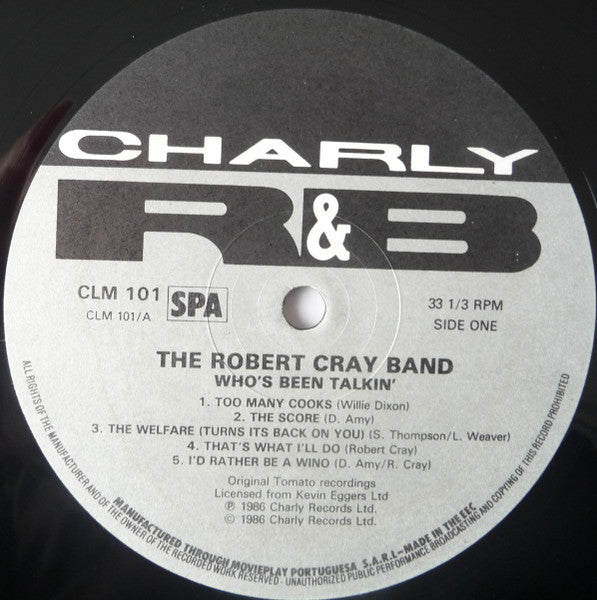 CHARLY
R&B
CLM 101 SPA
CLM 101/A
33 1/3 RPM
SIDE ONE
THE ROBERT CRAY BAND
WHO'S BEEN TALKIN'
1. TOO MANY COOKS (Willie Dixon)
2. THE SCORE (D. Amy)
3. THE WELFARE (TURNS ITS BACK ON YOU) (S. Thompson/L. Weaver)
4. THAT'S WHAT I'LL DO (Robert Cray)
5. I'D RATHER BE A WINO (D. Amy/R. Cray)
Original Tomato recordings
Licensed from Kevin Eggers Ltd
℗ 1986 Charly Records Ltd.
© 1986 Charly Records Ltd.
MANUFACTURED THROUGH MOVIEPLAY PORTUGUESA S.A.R.L-MADE IN THE EEC
ALL RIGHTS OF THE MANUFACTURER AND OF THE OWNER OF THE RECORDED WORK RESERVED - UNAUTHORIZED PUBLIC PERFORMANCE BROADCASTING AND COPYING OF THIS RECORD PROHIBITED